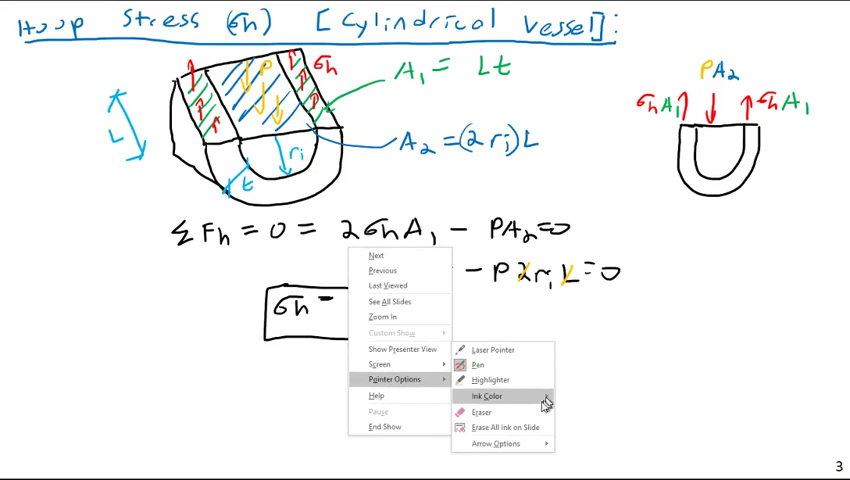 Hoop Stress (σh) [Cylindrical Vessel]:
P σh A1 = Lt
PA2
σhA1 σhA1
L
ri A2 = (2ri)L
t
ΣFh = 0 = 2σhA1 - PA2 = 0
- P2riL = 0
σh =
Next
Previous
Last Viewed
See All Slides
Zoom In
Custom Show
Show Presenter View
Screen
Pointer Options
Help
Pause
End Show
Laser Pointer
Pen
Highlighter
Ink Color
Eraser
Erase All Ink on Slide
Arrow Options
3